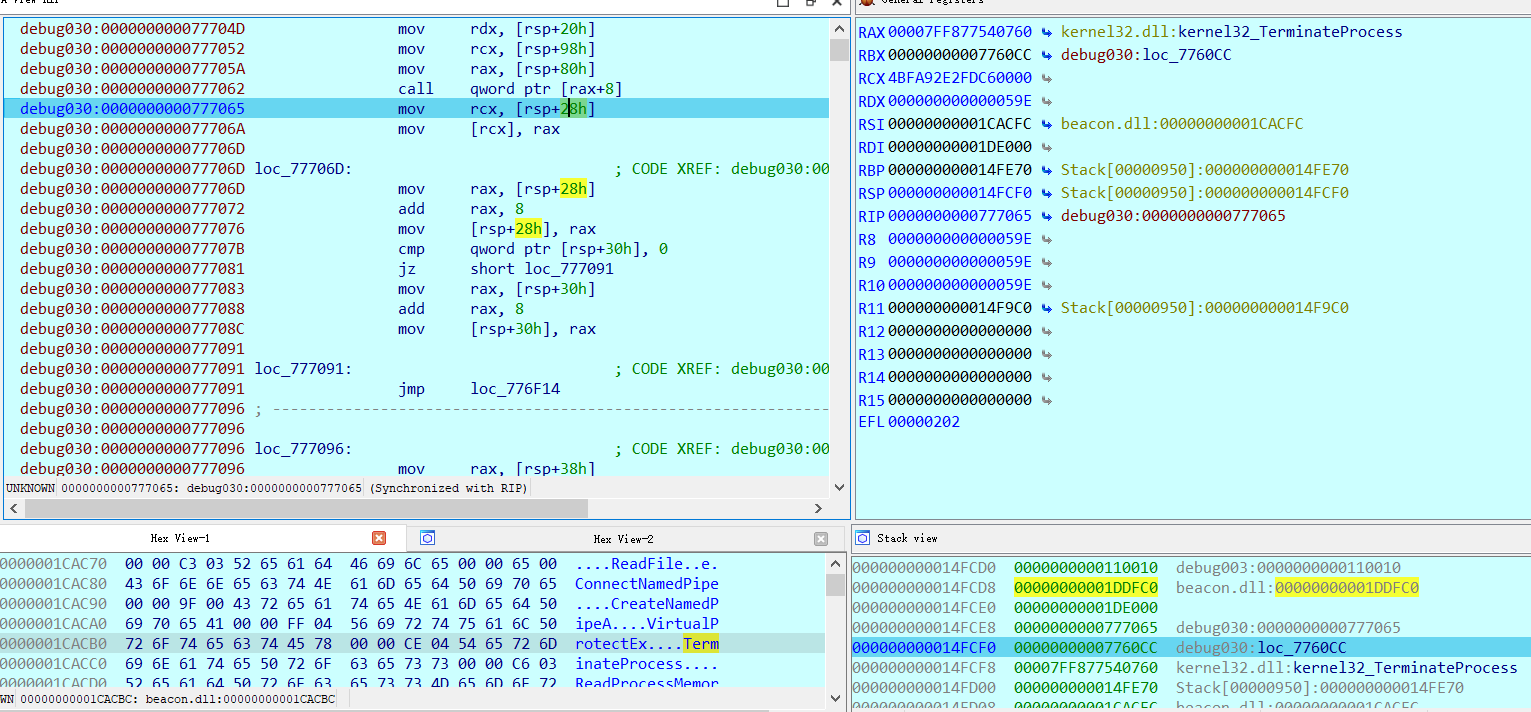 A View-RIP
General registers
debug030:000000000077704D mov rdx, [rsp+20h]
debug030:0000000000777052 mov rcx, [rsp+98h]
debug030:000000000077705A mov rax, [rsp+80h]
debug030:0000000000777062 call qword ptr [rax+8]
debug030:0000000000777065 mov rcx, [rsp+28h]
debug030:000000000077706A mov [rcx], rax
debug030:000000000077706D
debug030:000000000077706D loc_77706D: ; CODE XREF: debug030:00
debug030:000000000077706D mov rax, [rsp+28h]
debug030:0000000000777072 add rax, 8
debug030:0000000000777076 mov [rsp+28h], rax
debug030:000000000077707B cmp qword ptr [rsp+30h], 0
debug030:0000000000777081 jz short loc_777091
debug030:0000000000777083 mov rax, [rsp+30h]
debug030:0000000000777088 add rax, 8
debug030:000000000077708C mov [rsp+30h], rax
debug030:0000000000777091
debug030:0000000000777091 loc_777091: ; CODE XREF: debug030:00
debug030:0000000000777091 jmp loc_776F14
debug030:0000000000777096 ; ---------------------------------------------------------------
debug030:0000000000777096
debug030:0000000000777096 loc_777096: ; CODE XREF: debug030:00
debug030:0000000000777096 mov rax, [rsp+38h]
UNKNOWN 0000000000777065: debug030:0000000000777065 (Synchronized with RIP)
RAX 00007FF877540760 kernel32.dll:kernel32_TerminateProcess
RBX 00000000007760CC debug030:loc_7760CC
RCX 4BFA92E2FDC60000
RDX 000000000000059E
RSI 00000000001CACFC beacon.dll:00000000001CACFC
RDI 00000000001DE000
RBP 000000000014FE70 Stack[00000950]:000000000014FE70
RSP 000000000014FCF0 Stack[00000950]:000000000014FCF0
RIP 0000000000777065 debug030:0000000000777065
R8 000000000000059E
R9 000000000000059E
R10 000000000000059E
R11 000000000014F9C0 Stack[00000950]:000000000014F9C0
R12 0000000000000000
R13 0000000000000000
R14 0000000000000000
R15 0000000000000000
EFL 00000202
Hex View-1
Hex View-2
0000001CAC70 00 00 C3 03 52 65 61 64 46 69 6C 65 00 00 65 00 ....ReadFile..e.
0000001CAC80 43 6F 6E 6E 65 63 74 4E 61 6D 65 64 50 69 70 65 ConnectNamedPipe
0000001CAC90 00 00 9F 00 43 72 65 61 74 65 4E 61 6D 65 64 50 ....CreateNamedP
0000001CACA0 69 70 65 41 00 00 FF 04 56 69 72 74 75 61 6C 50 ipeA....VirtualP
0000001CACB0 72 6F 74 65 63 74 45 78 00 00 CE 04 54 65 72 6D rotectEx....Term
0000001CACC0 69 6E 61 74 65 50 72 6F 63 65 73 73 00 00 C6 03 inateProcess....
0000001CACD0 52 65 61 64 50 72 6F 63 65 73 73 4D 65 6D 6F 72 ReadProcessMemor
WN 00000000001CACBC: beacon.dll:00000000001CACBC
Stack view
000000000014FCD0 0000000000110010 debug003:0000000000110010
000000000014FCD8 00000000001DDFC0 beacon.dll:00000000001DDFC0
000000000014FCE0 00000000001DE000
000000000014FCE8 0000000000777065 debug030:0000000000777065
000000000014FCF0 00000000007760CC debug030:loc_7760CC
000000000014FCF8 00007FF877540760 kernel32.dll:kernel32_TerminateProcess
000000000014FD00 000000000014FE70 Stack[00000950]:000000000014FE70
000000000014FD08 00000000001CACFC beacon.dll:00000000001CACFC